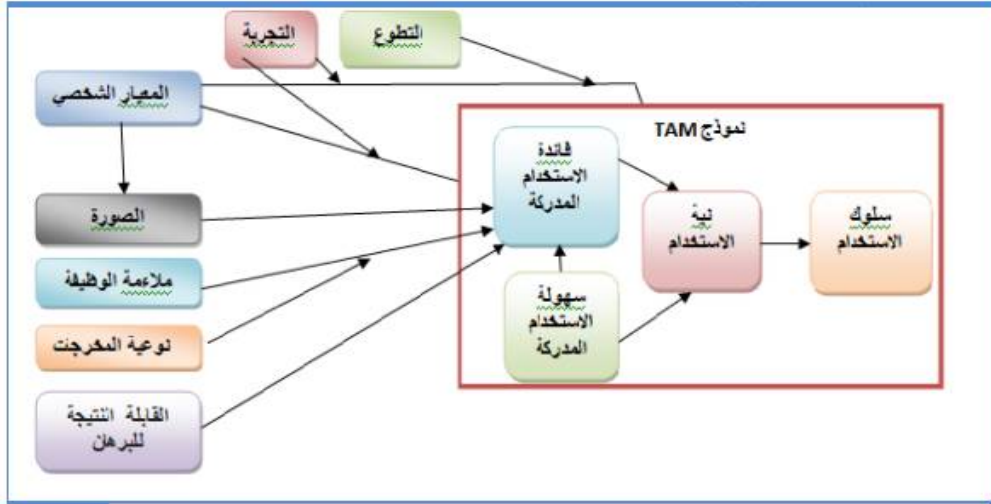 التجربة
التطوع
المعيار الشخصي
نموذج TAM
فائدة
الاستخدام
المدركة
الصورة
نية
الاستخدام
سلوك
الاستخدام
ملاءمة الوظيفة
سهولة
الاستخدام
المدركة
نوعية المخرجات
القابلة النتيجة
للبرهان